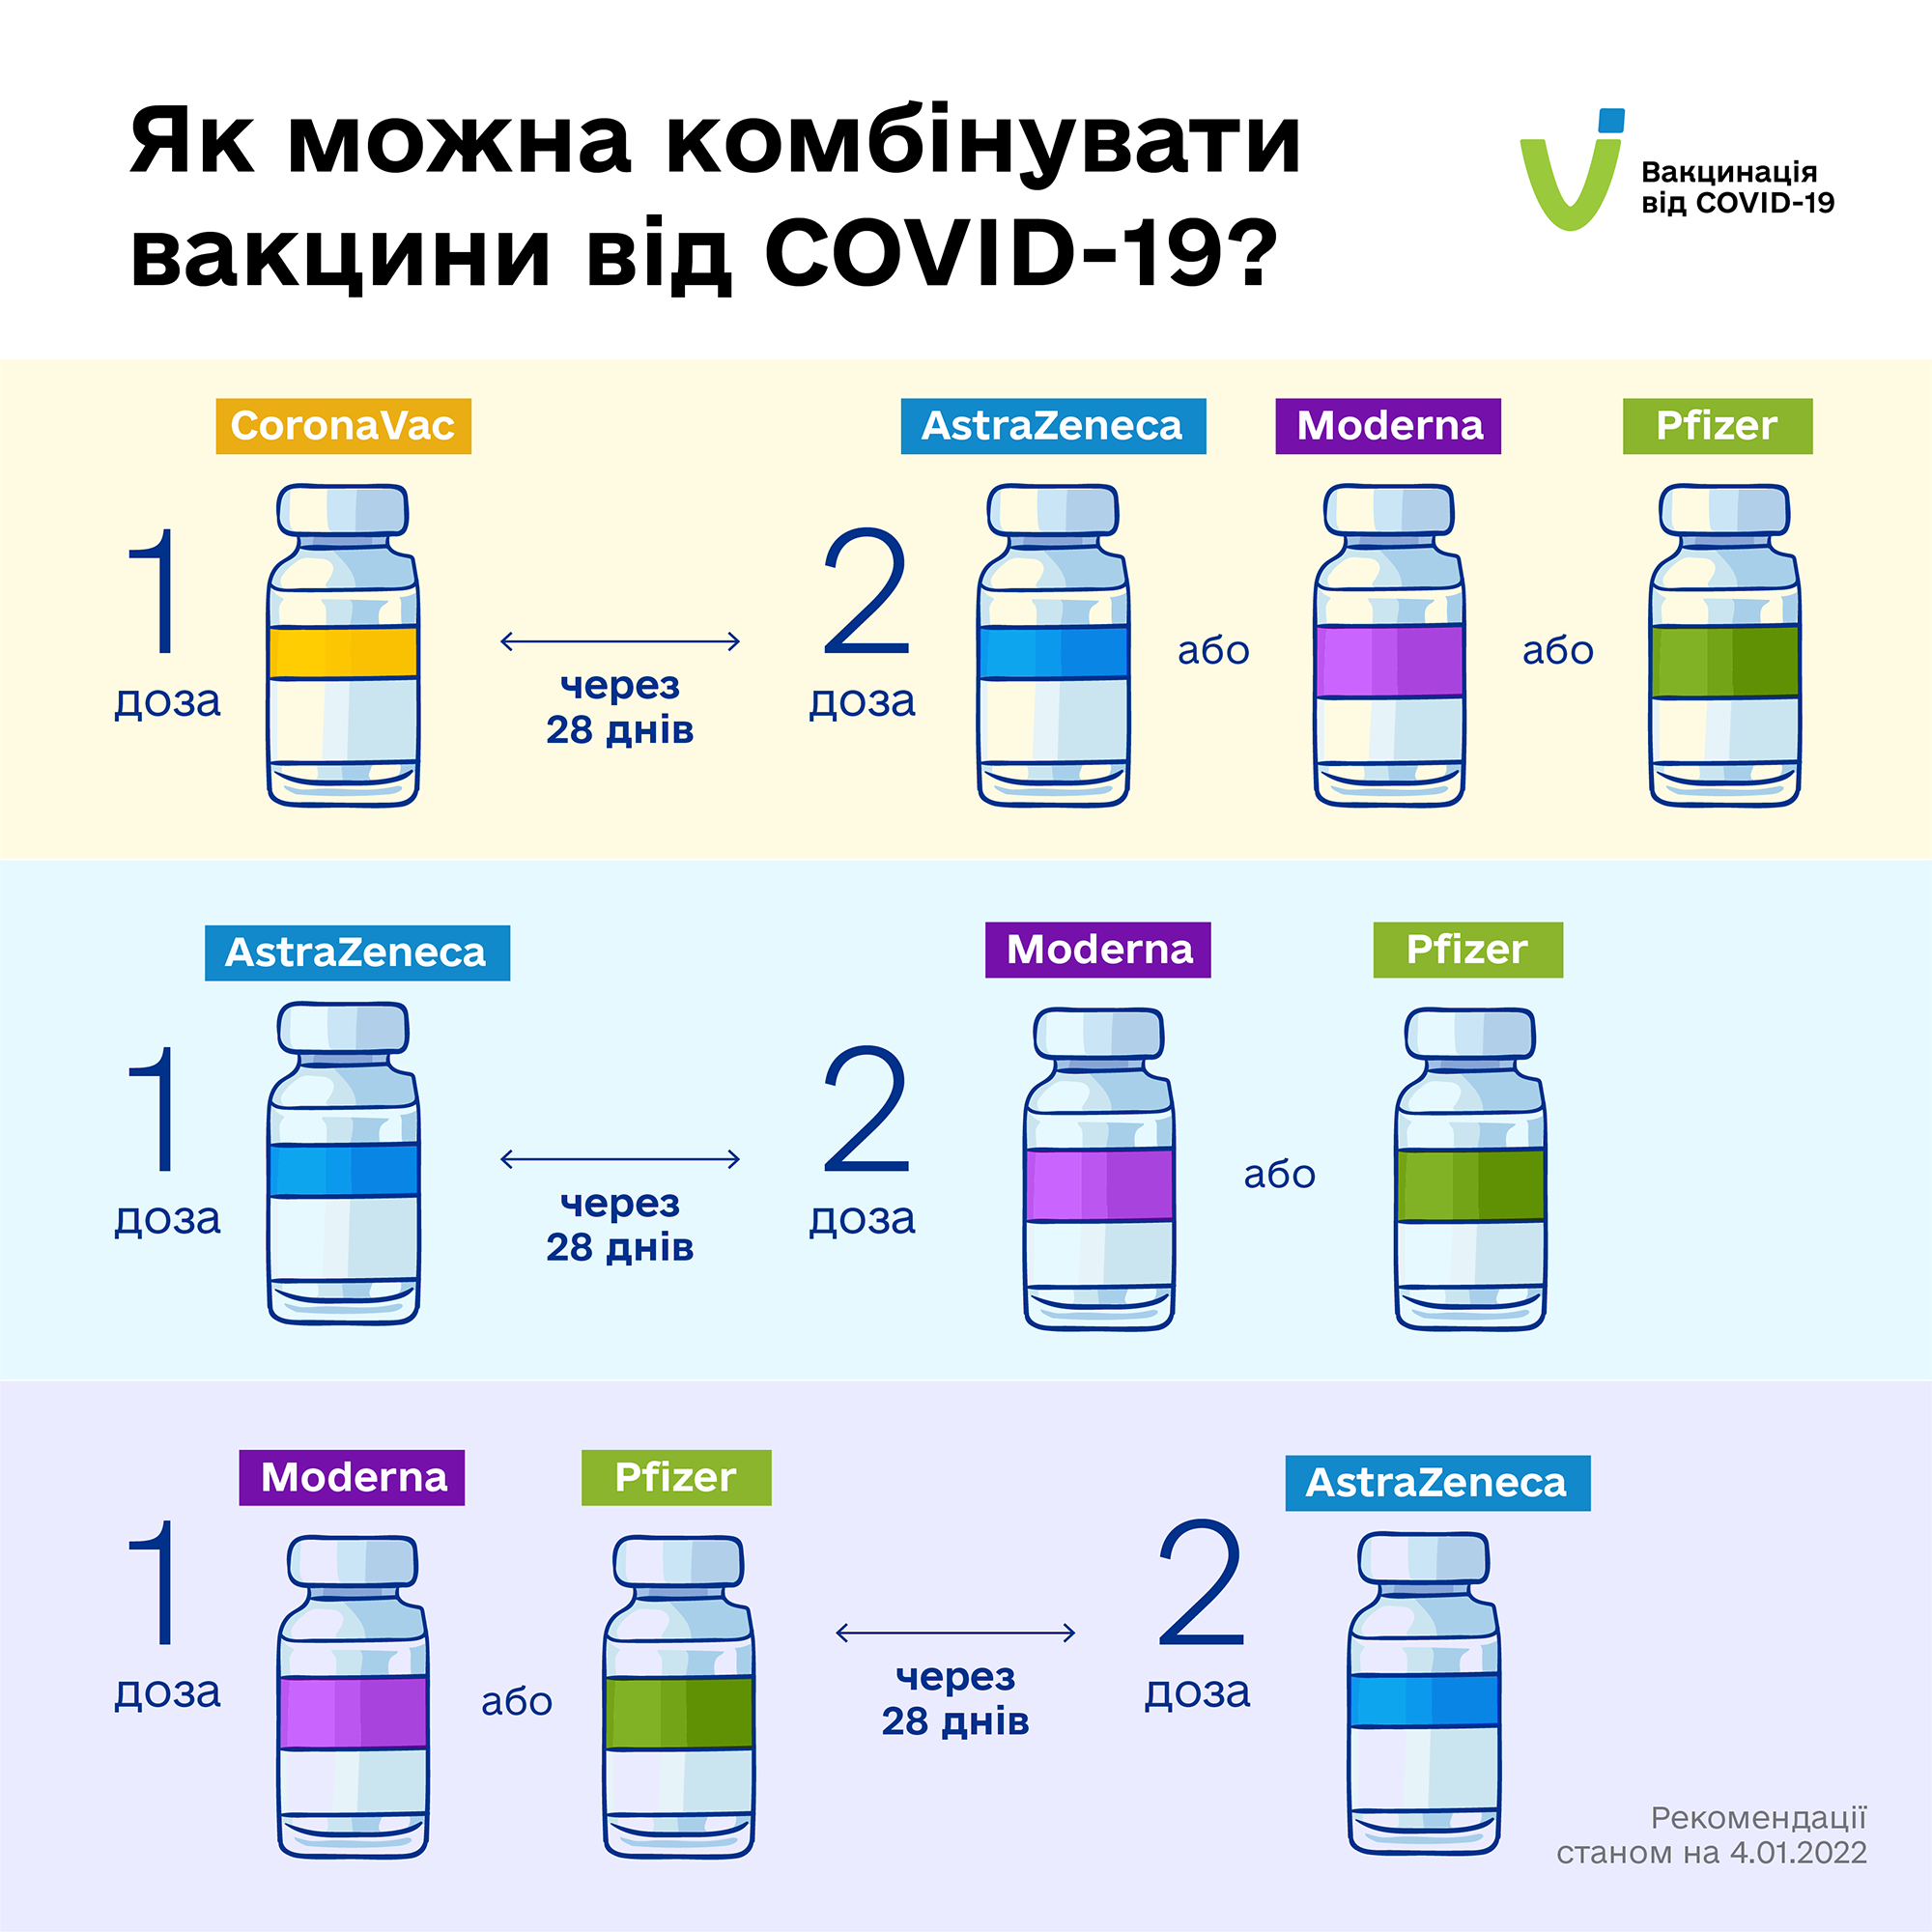 Як можна комбінувати
вакцини від COVID-19?
Вакцинація
від COVID-19
CoronaVac
AstraZeneca
Moderna
Pfizer
1
доза
через
28 днів
2
доза
або
або
AstraZeneca
Moderna
Pfizer
1
доза
через
28 днів
2
доза
або
Moderna
Pfizer
AstraZeneca
1
доза
або
через
28 днів
2
доза
Рекомендації
станом на 4.01.2022